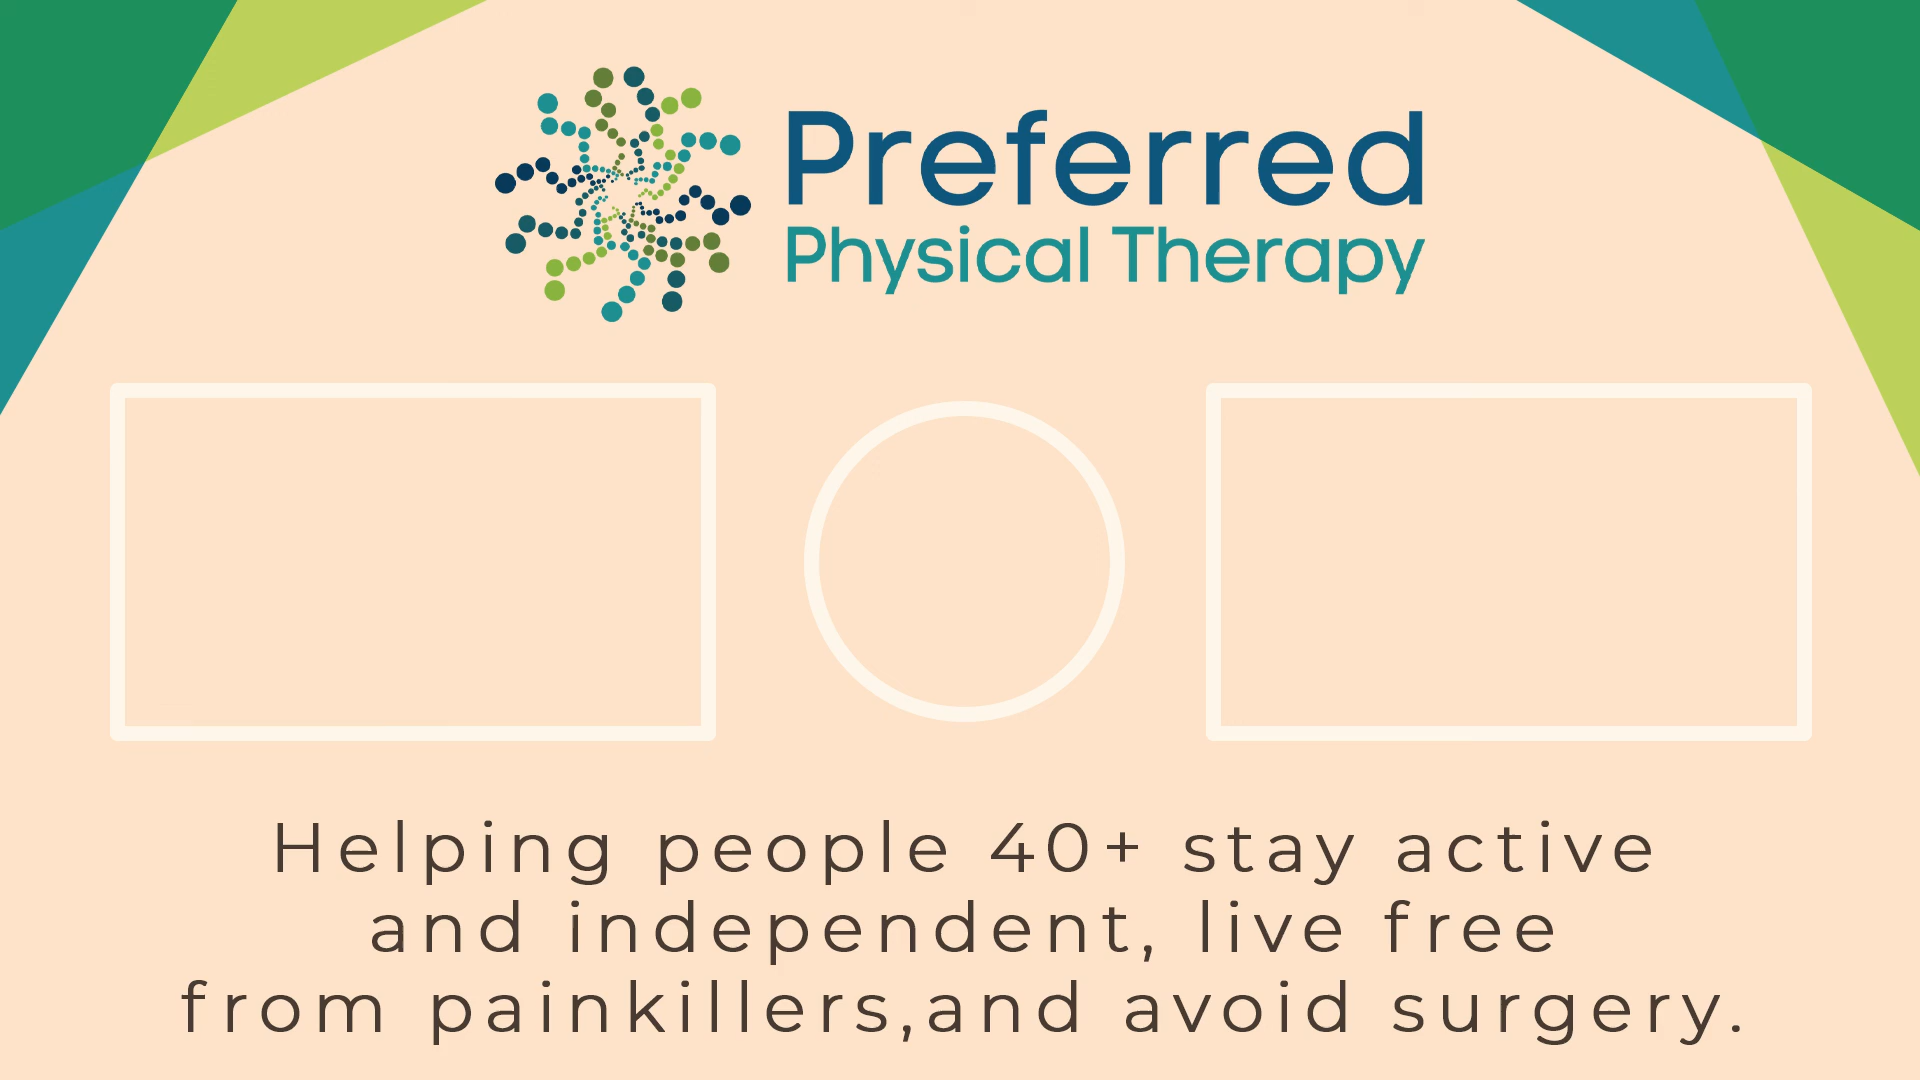 Preferred
Physical Therapy
Helping people 40+ stay active
and independent, live free
from painkillers,and avoid surgery.